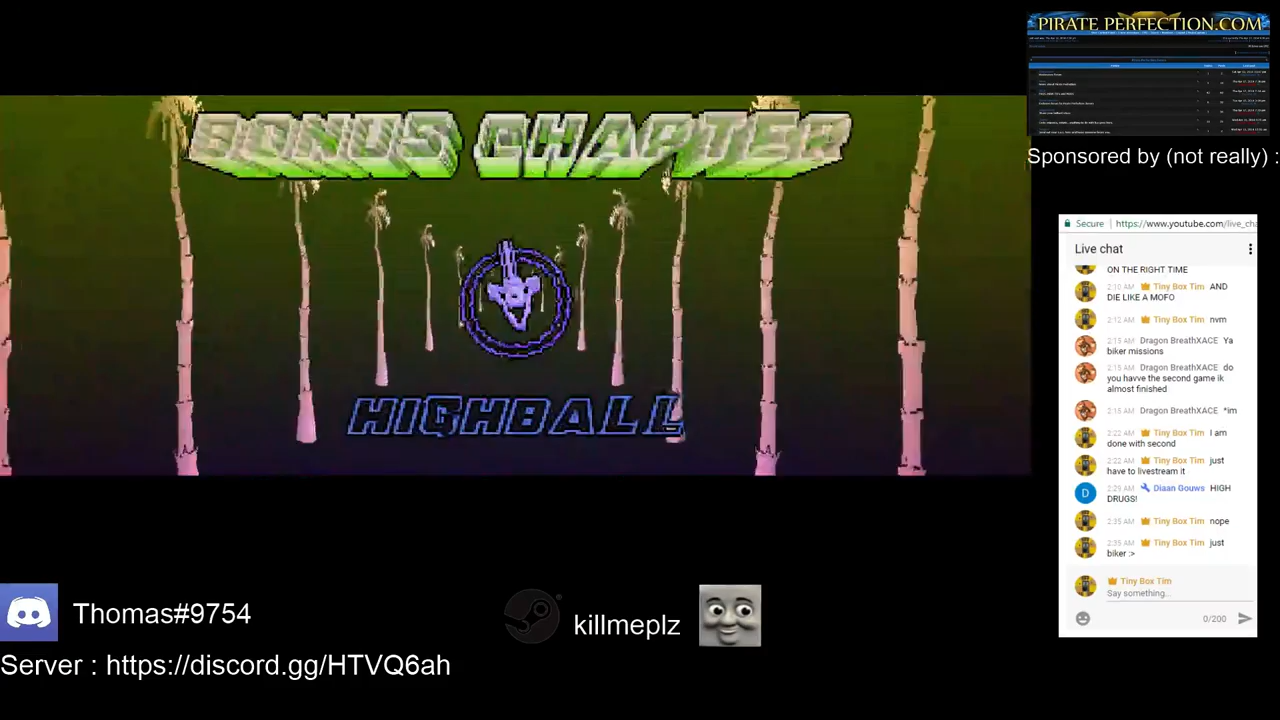 PIRATE PERFECTION.COM
BONUS CHAPTER
Sponsored by (not really) :
Secure https://www.youtube.com/live_cha
Live chat
ON THE RIGHT TIME
2:10 AM Tiny Box Tim AND
DIE LIKE A MOFO
2:12 AM Tiny Box Tim nvm
2:15 AM Dragon BreathXACE Ya
biker missions
2:15 AM Dragon BreathXACE do
you havve the second game ik
almost finished
2:15 AM Dragon BreathXACE *im
2:22 AM Tiny Box Tim I am
done with second
2:22 AM Tiny Box Tim just
have to livestream it
2:29 AM Diaan Gouws HIGH
DRUGS!
2:35 AM Tiny Box Tim nope
2:35 AM Tiny Box Tim just
biker :>
Tiny Box Tim
Say something...
0/200
HIGHBALL
Thomas#9754
killmeplz
Server : https://discord.gg/HTVQ6ah